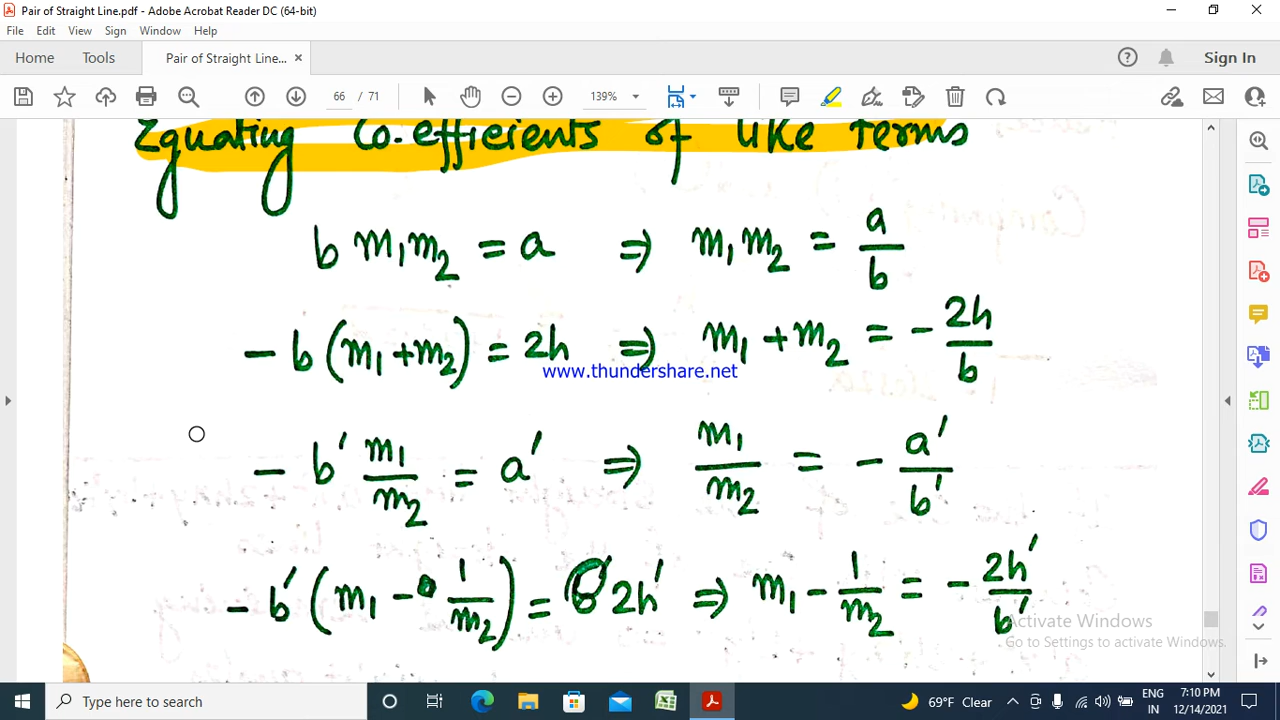 Pair of Straight Line.pdf - Adobe Acrobat Reader DC (64-bit)
File Edit View Sign Window Help
Home Tools Pair of Straight Line... × Sign In
66 / 71 139%
Equating Co-efficients of like terms
b m₁m₂ = a ⇒ m₁m₂ = a/b
- b (m₁ + m₂) = 2h ⇒ m₁ + m₂ = - 2h/b
www.thundershare.net
- b′ m₁/m₂ = a′ ⇒ m₁/m₂ = - a′/b′
- b′ (m₁ - 1/m₂) = 2h′ ⇒ m₁ - 1/m₂ = - 2h′/b′
Activate Windows
Go to Settings to activate Windows.
Type here to search 69°F Clear ENG 7:10 PM
IN 12/14/2021